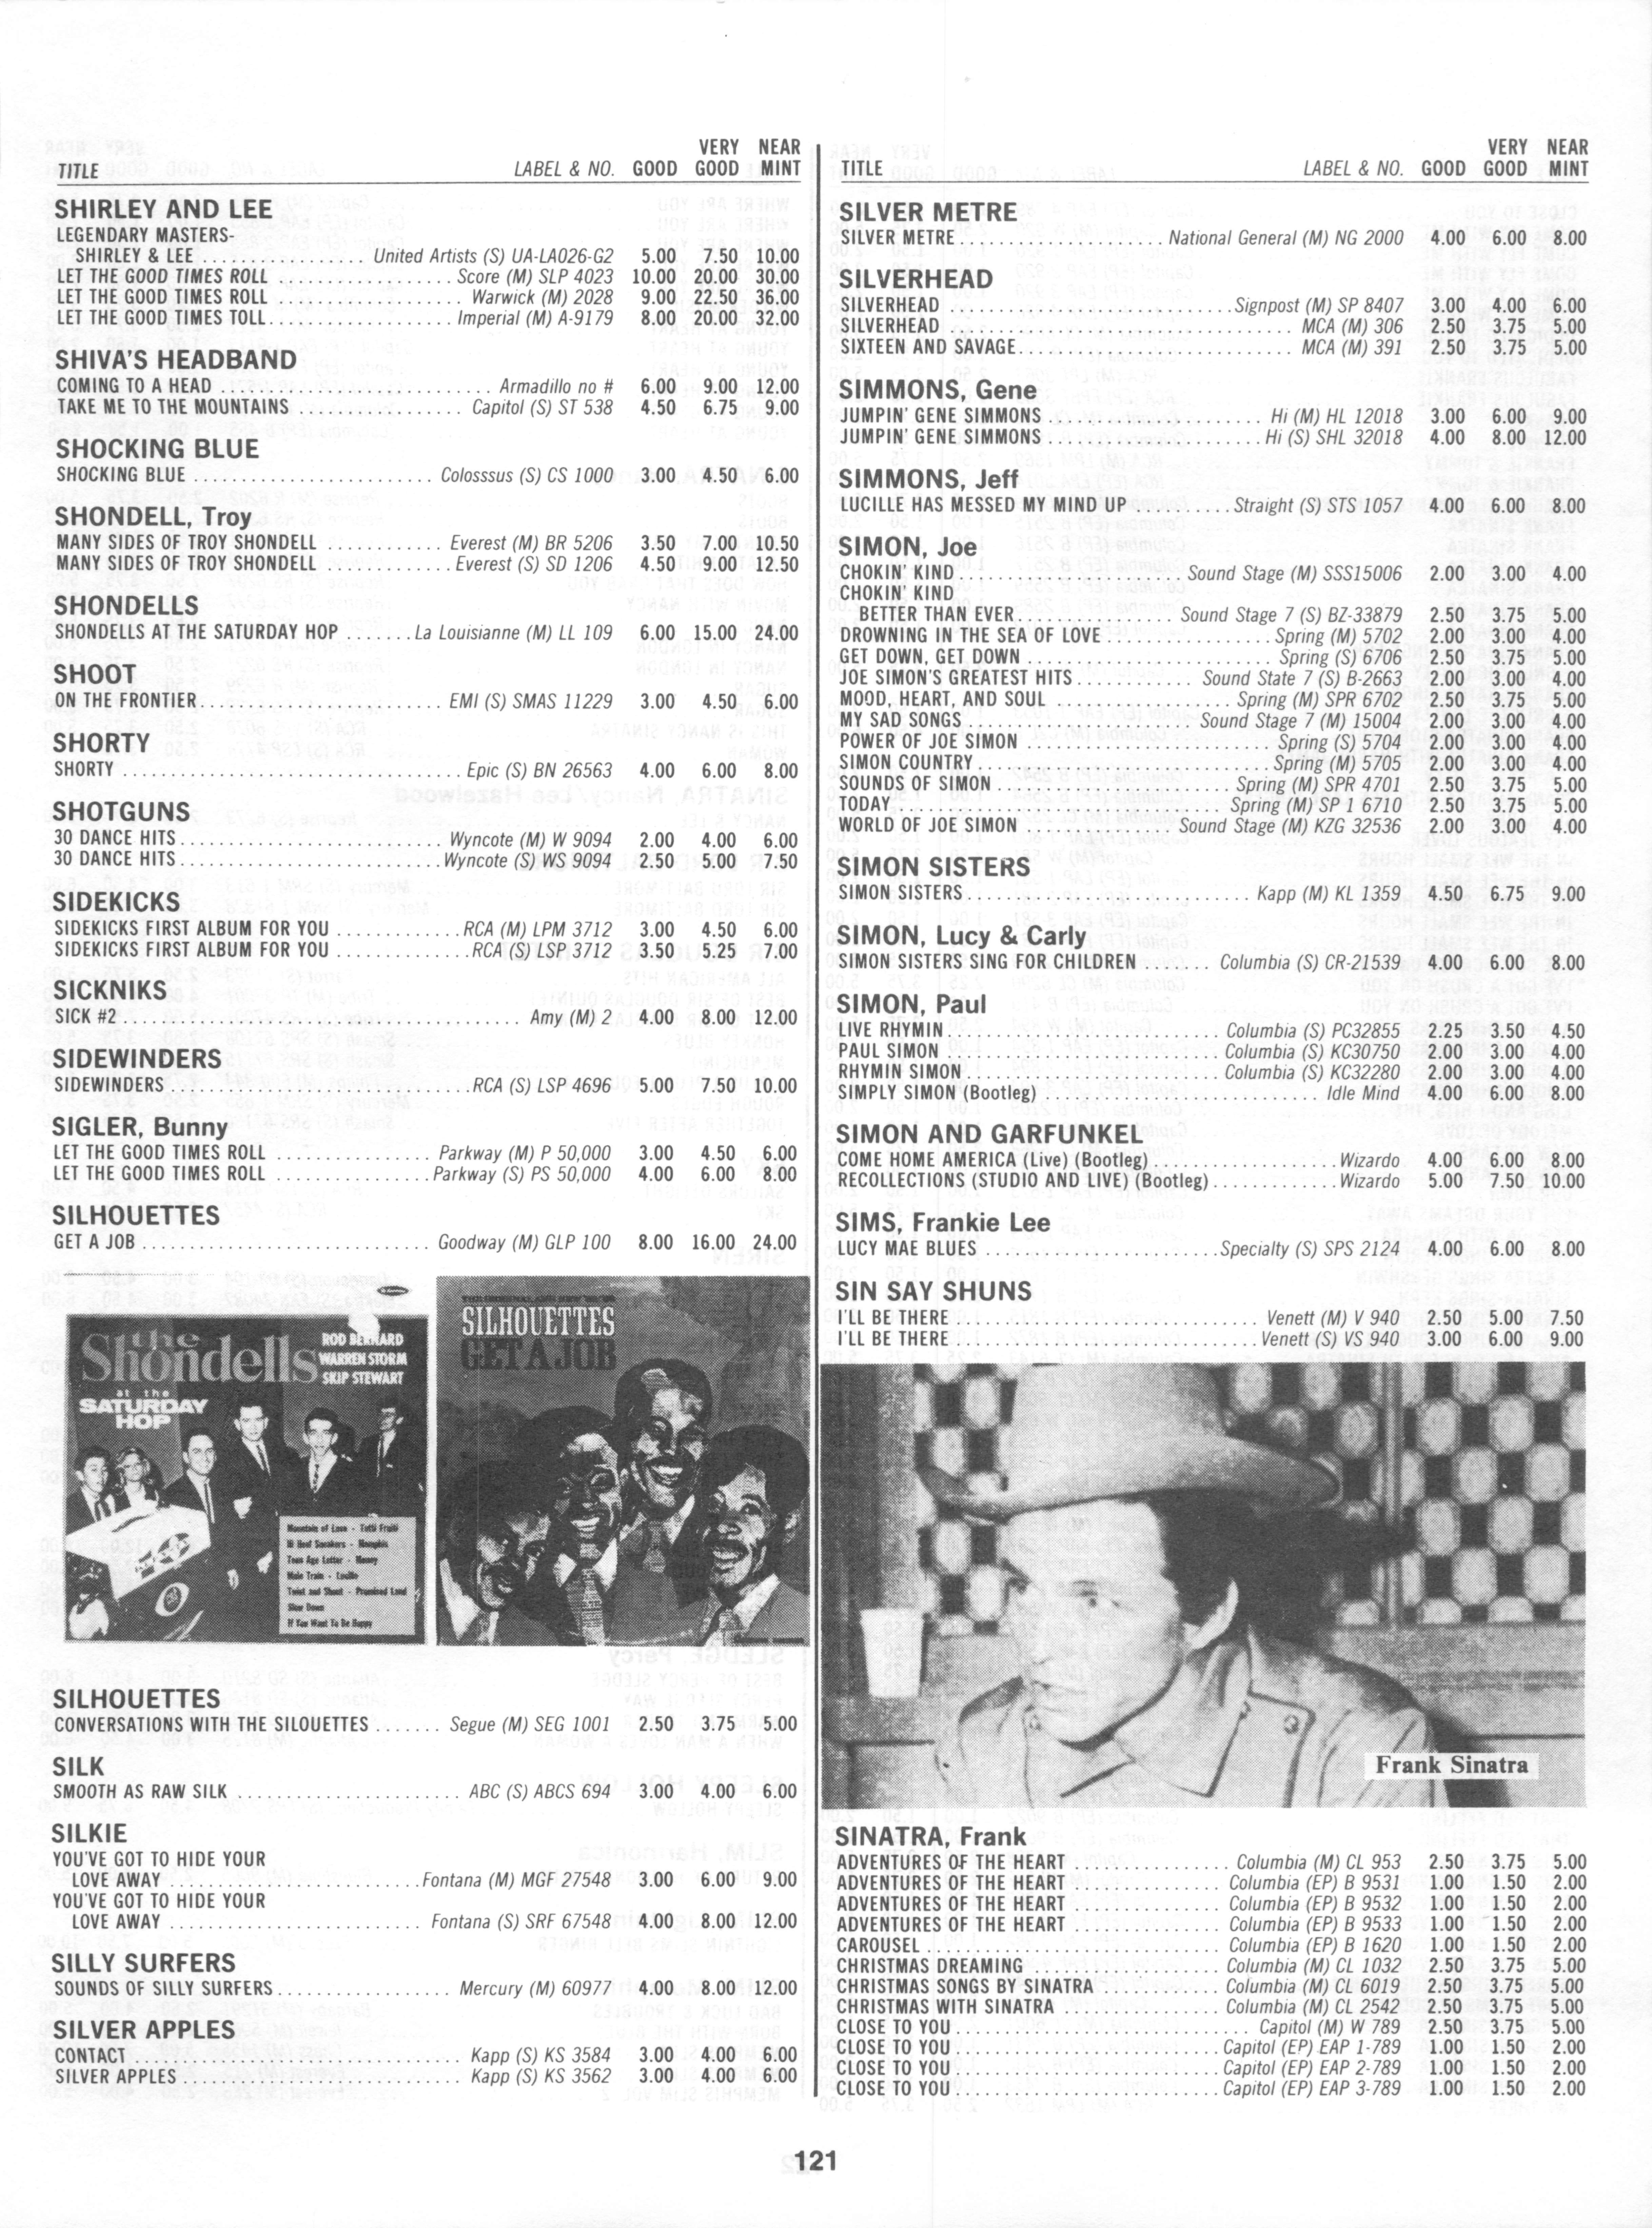 TITLE LABEL & NO. GOOD VERY GOOD NEAR MINT
SHIRLEY AND LEE
LEGENDARY MASTERS-
SHIRLEY & LEE ................ United Artists (S) UA-LA026-G2 5.00 7.50 10.00
LET THE GOOD TIMES ROLL .................. Score (M) SLP 4023 10.00 20.00 30.00
LET THE GOOD TIMES ROLL ................... Warwick (M) 2028 9.00 22.50 36.00
LET THE GOOD TIMES TOLL................... Imperial (M) A-9179 8.00 20.00 32.00
SHIVA'S HEADBAND
COMING TO A HEAD ............................ Armadillo no # 6.00 9.00 12.00
TAKE ME TO THE MOUNTAINS ................. Capitol (S) ST 538 4.50 6.75 9.00
SHOCKING BLUE
SHOCKING BLUE ......................... Colosssus (S) CS 1000 3.00 4.50 6.00
SHONDELL, Troy
MANY SIDES OF TROY SHONDELL ............ Everest (M) BR 5206 3.50 7.00 10.50
MANY SIDES OF TROY SHONDELL ............. Everest (S) SD 1206 4.50 9.00 12.50
SHONDELLS
SHONDELLS AT THE SATURDAY HOP ....... La Louisianne (M) LL 109 6.00 15.00 24.00
SHOOT
ON THE FRONTIER......................... EMI (S) SMAS 11229 3.00 4.50 6.00
SHORTY
SHORTY ................................... Epic (S) BN 26563 4.00 6.00 8.00
SHOTGUNS
30 DANCE HITS........................... Wyncote (M) W 9094 2.00 4.00 6.00
30 DANCE HITS........................... Wyncote (S) WS 9094 2.50 5.00 7.50
SIDEKICKS
SIDEKICKS FIRST ALBUM FOR YOU ............. RCA (M) LPM 3712 3.00 4.50 6.00
SIDEKICKS FIRST ALBUM FOR YOU .............. RCA (S) LSP 3712 3.50 5.25 7.00
SICKNIKS
SICK #2.......................................... Amy (M) 2 4.00 8.00 12.00
SIDEWINDERS
SIDEWINDERS ............................... RCA (S) LSP 4696 5.00 7.50 10.00
SIGLER, Bunny
LET THE GOOD TIMES ROLL ................ Parkway (M) P 50,000 3.00 4.50 6.00
LET THE GOOD TIMES ROLL ................ Parkway (S) PS 50,000 4.00 6.00 8.00
SILHOUETTES
GET A JOB.............................. Goodway (M) GLP 100 8.00 16.00 24.00
the
Shondells
at the
SATURDAY
HOP
ROD BERNARD
WARREN STORM
SKIP STEWART
Mountain of Love - Tutti Frutti
Hi Heel Sneakers - Memphis
Teen Age Letter - Money
Mule Train - Louille
Twist and Shout - Promised Land
Slow Down
If You Want To Be Happy
SILHOUETTES
GET A JOB
SILHOUETTES
CONVERSATIONS WITH THE SILOUETTES ....... Segue (M) SEG 1001 2.50 3.75 5.00
SILK
SMOOTH AS RAW SILK ....................... ABC (S) ABCS 694 3.00 4.00 6.00
SILKIE
YOU'VE GOT TO HIDE YOUR
LOVE AWAY .......................... Fontana (M) MGF 27548 3.00 6.00 9.00
YOU'VE GOT TO HIDE YOUR
LOVE AWAY .......................... Fontana (S) SRF 67548 4.00 8.00 12.00
SILLY SURFERS
SOUNDS OF SILLY SURFERS.................. Mercury (M) 60977 4.00 8.00 12.00
SILVER APPLES
CONTACT ................................. Kapp (S) KS 3584 3.00 4.00 6.00
SILVER APPLES ............................ Kapp (S) KS 3562 3.00 4.00 6.00
TITLE LABEL & NO. GOOD VERY GOOD NEAR MINT
SILVER METRE
SILVER METRE ..................... National General (M) NG 2000 4.00 6.00 8.00
SILVERHEAD
SILVERHEAD ............................. Signpost (M) SP 8407 3.00 4.00 6.00
SILVERHEAD ................................... MCA (M) 306 2.50 3.75 5.00
SIXTEEN AND SAVAGE............................ MCA (M) 391 2.50 3.75 5.00
SIMMONS, Gene
JUMPIN' GENE SIMMONS ...................... Hi (M) HL 12018 3.00 6.00 9.00
JUMPIN' GENE SIMMONS ...................... Hi (S) SHL 32018 4.00 8.00 12.00
SIMMONS, Jeff
LUCILLE HAS MESSED MY MIND UP .......... Straight (S) STS 1057 4.00 6.00 8.00
SIMON, Joe
CHOKIN' KIND ....................... Sound Stage (M) SSS15006 2.00 3.00 4.00
CHOKIN' KIND
BETTER THAN EVER................ Sound Stage 7 (S) BZ-33879 2.50 3.75 5.00
DROWNING IN THE SEA OF LOVE ................. Spring (M) 5702 2.00 3.00 4.00
GET DOWN, GET DOWN ......................... Spring (S) 6706 2.50 3.75 5.00
JOE SIMON'S GREATEST HITS............ Sound State 7 (S) B-2663 2.00 3.00 4.00
MOOD, HEART, AND SOUL .................. Spring (M) SPR 6702 2.50 3.75 5.00
MY SAD SONGS ....................... Sound Stage 7 (M) 15004 2.00 3.00 4.00
POWER OF JOE SIMON ......................... Spring (S) 5704 2.00 3.00 4.00
SIMON COUNTRY.............................. Spring (M) 5705 2.00 3.00 4.00
SOUNDS OF SIMON ........................ Spring (M) SPR 4701 2.50 3.75 5.00
TODAY................................... Spring (M) SP 1 6710 2.50 3.75 5.00
WORLD OF JOE SIMON ................ Sound Stage (M) KZG 32536 2.00 3.00 4.00
SIMON SISTERS
SIMON SISTERS............................. Kapp (M) KL 1359 4.50 6.75 9.00
SIMON, Lucy & Carly
SIMON SISTERS SING FOR CHILDREN ....... Columbia (S) CR-21539 4.00 6.00 8.00
SIMON, Paul
LIVE RHYMIN ............................ Columbia (S) PC32855 2.25 3.50 4.50
PAUL SIMON ............................ Columbia (S) KC30750 2.00 3.00 4.00
RHYMIN SIMON.......................... Columbia (S) KC32280 2.00 3.00 4.00
SIMPLY SIMON (Bootleg) ............................... Idle Mind 4.00 6.00 8.00
SIMON AND GARFUNKEL
COME HOME AMERICA (Live) (Bootleg)................... Wizardo 4.00 6.00 8.00
RECOLLECTIONS (STUDIO AND LIVE) (Bootleg)............. Wizardo 5.00 7.50 10.00
SIMS, Frankie Lee
LUCY MAE BLUES ........................ Specialty (S) SPS 2124 4.00 6.00 8.00
SIN SAY SHUNS
I'LL BE THERE ................................ Venett (M) V 940 2.50 5.00 7.50
I'LL BE THERE ............................... Venett (S) VS 940 3.00 6.00 9.00
Frank Sinatra
SINATRA, Frank
ADVENTURES OF THE HEART ................ Columbia (M) CL 953 2.50 3.75 5.00
ADVENTURES OF THE HEART ............... Columbia (EP) B 9531 1.00 1.50 2.00
ADVENTURES OF THE HEART ............... Columbia (EP) B 9532 1.00 1.50 2.00
ADVENTURES OF THE HEART ............... Columbia (EP) B 9533 1.00 1.50 2.00
CAROUSEL .............................. Columbia (EP) B 1620 1.00 1.50 2.00
CHRISTMAS DREAMING ................... Columbia (M) CL 1032 2.50 3.75 5.00
CHRISTMAS SONGS BY SINATRA ............ Columbia (M) CL 6019 2.50 3.75 5.00
CHRISTMAS WITH SINATRA ................ Columbia (M) CL 2542 2.50 3.75 5.00
CLOSE TO YOU .............................. Capitol (M) W 789 2.50 3.75 5.00
CLOSE TO YOU ........................... Capitol (EP) EAP 1-789 1.00 1.50 2.00
CLOSE TO YOU ........................... Capitol (EP) EAP 2-789 1.00 1.50 2.00
CLOSE TO YOU ........................... Capitol (EP) EAP 3-789 1.00 1.50 2.00
121